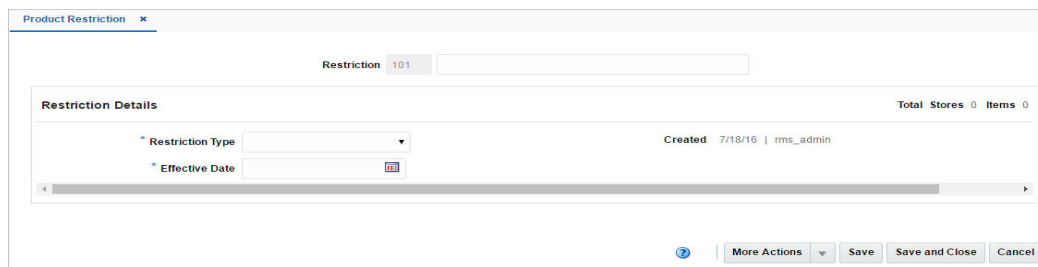 Product Restriction ×
Restriction 101
Restriction Details
Total Stores 0 Items 0
* Restriction Type
Created 7/18/16 | rms_admin
* Effective Date
? More Actions Save Save and Close Cancel